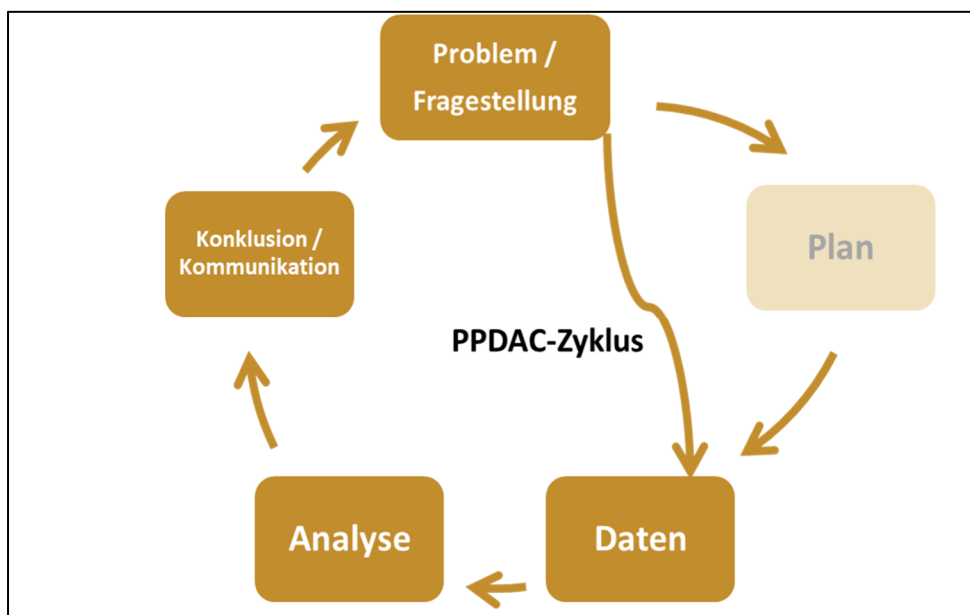 Problem /
Fragestellung
Plan
Konklusion /
Kommunikation
PPDAC-Zyklus
Analyse
Daten